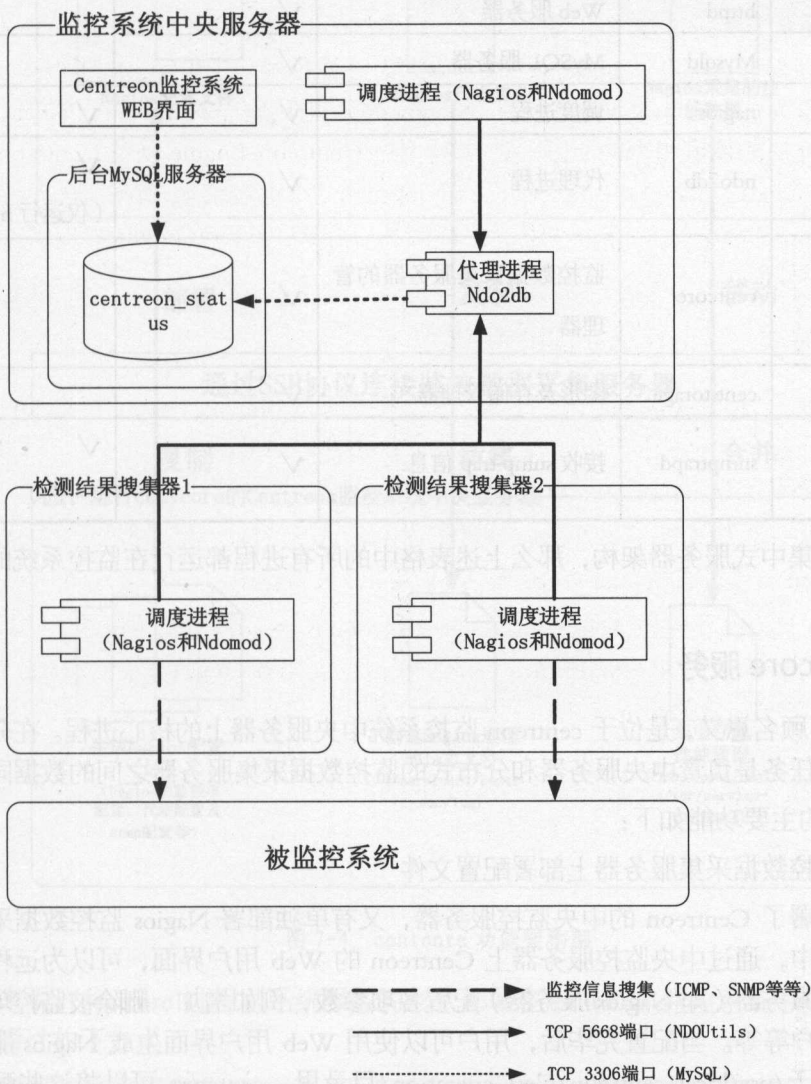 监控系统中央服务器
Centreon监控系统
WEB界面
调度进程（Nagios和Ndomod）
后台MySQL服务器
centreon_stat
us
代理进程
Ndo2db
检测结果搜集器1
检测结果搜集器2
调度进程
（Nagios和Ndomod）
调度进程
（Nagios和Ndomod）
被监控系统
监控信息搜集（ICMP、SNMP等等）
TCP 5668端口（NDOUtils）
TCP 3306端口（MySQL）